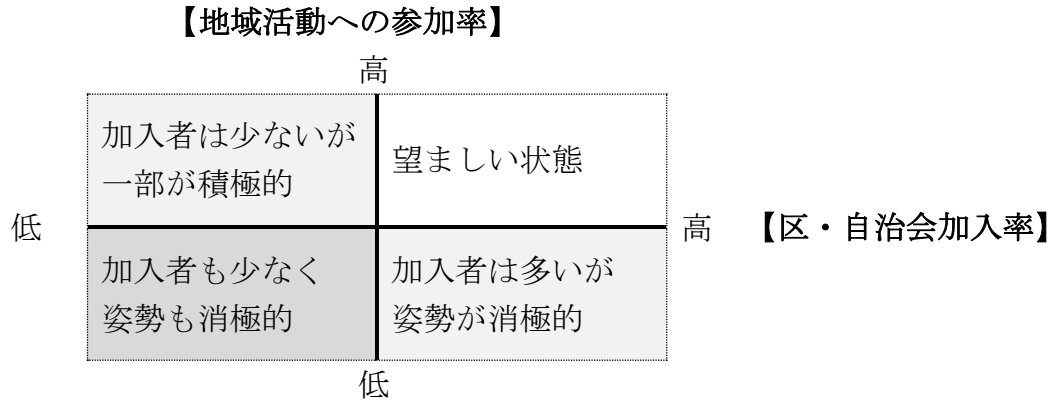 【地域活動への参加率】
高
加入者は少ないが
一部が積極的
望ましい状態
低
高
【区・自治会加入率】
加入者も少なく
姿勢も消極的
加入者は多いが
姿勢が消極的
低